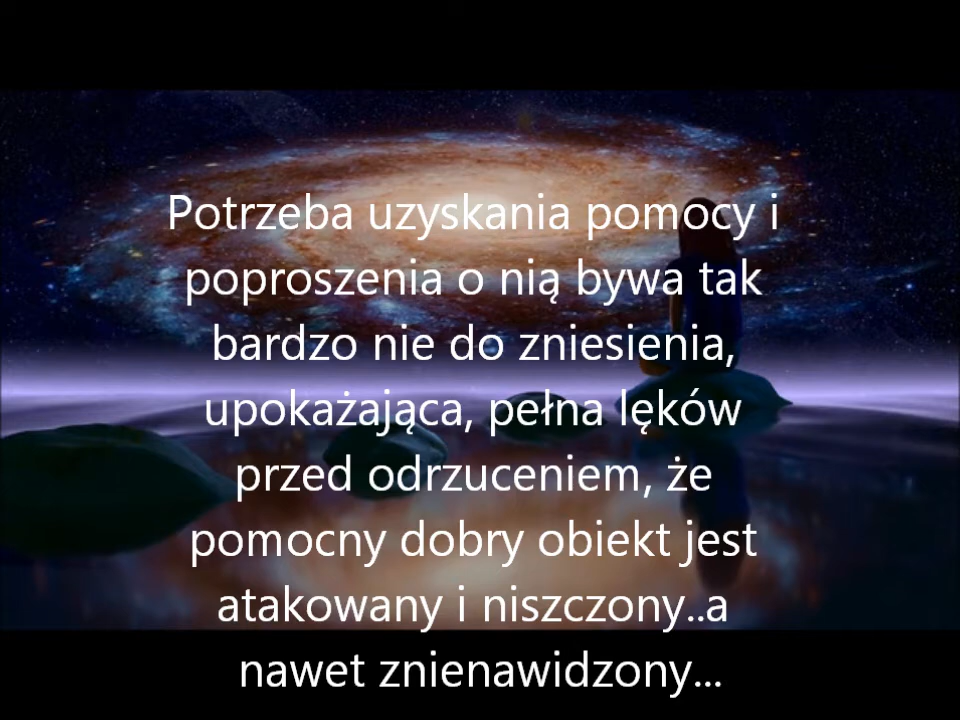 Potrzeba uzyskania pomocy i
poproszenia o nią bywa tak
bardzo nie do zniesienia,
upokażająca, pełna lęków
przed odrzuceniem, że
pomocny dobry obiekt jest
atakowany i niszczony..a
nawet znienawidzony...